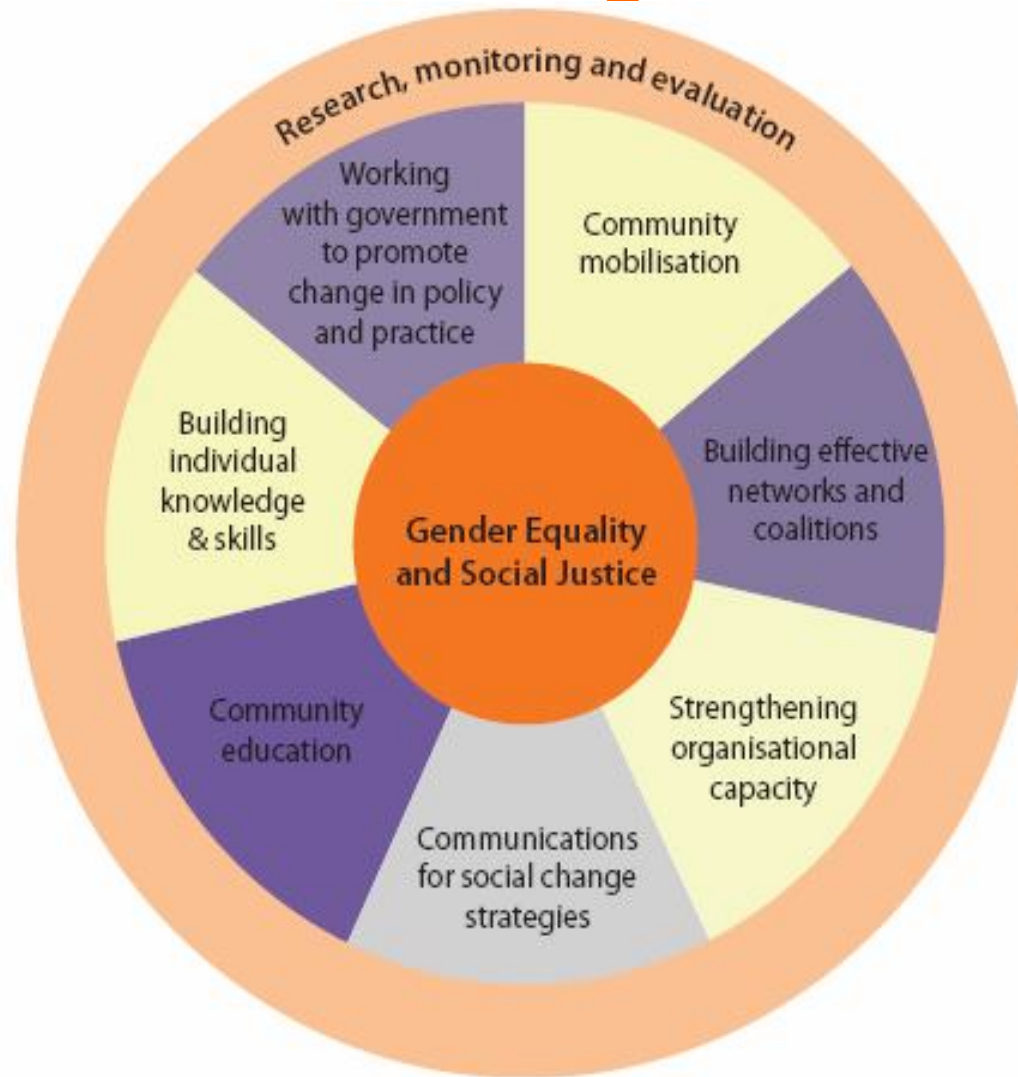 Research, monitoring and evaluation
Working
with government
to promote
change in policy
and practice
Community
mobilisation
Building effective
networks and
coalitions
Strengthening
organisational
capacity
Communications
for social change
strategies
Community
education
Building
individual
knowledge
& skills
Gender Equality
and Social Justice